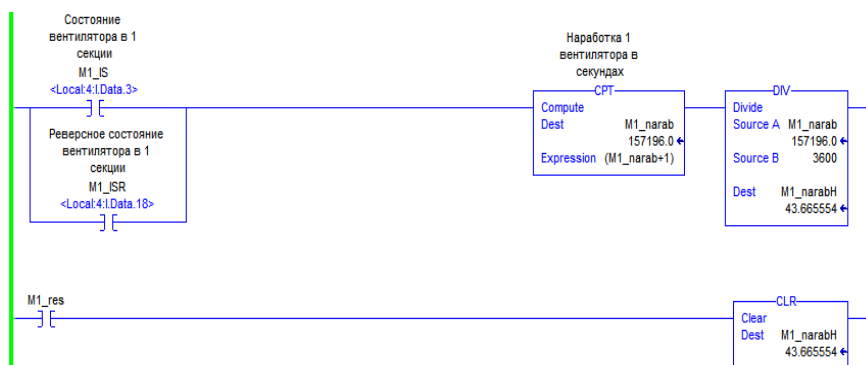 Состояние
вентилятора в 1
секции
M1_IS
<Local:4:I.Data.3>
Реверсное состояние
вентилятора в 1
секции
M1_ISR
<Local:4:I.Data.18>
Наработка 1
вентилятора в
секундах
CPT
Compute
Dest M1_narab
157196.0
Expression (M1_narab+1)
DIV
Divide
Source A M1_narab
157196.0
Source B 3600
Dest M1_narabH
43.665554
M1_res
CLR
Clear
Dest M1_narabH
43.665554